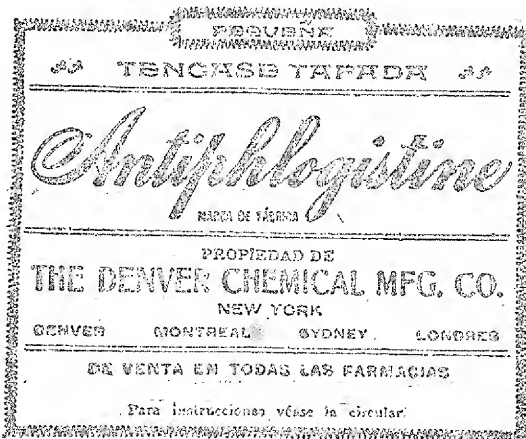 PEQUEÑA
TENGASE TAPADA
Antiphlogistine
MARCA DE FÁBRICA
PROPIEDAD DE
THE DENVER CHEMICAL MFG. CO.
NEW YORK
DENVER MONTREAL SYDNEY LONDRES
DE VENTA EN TODAS LAS FARMACIAS
Para instrucciones véase la circular.